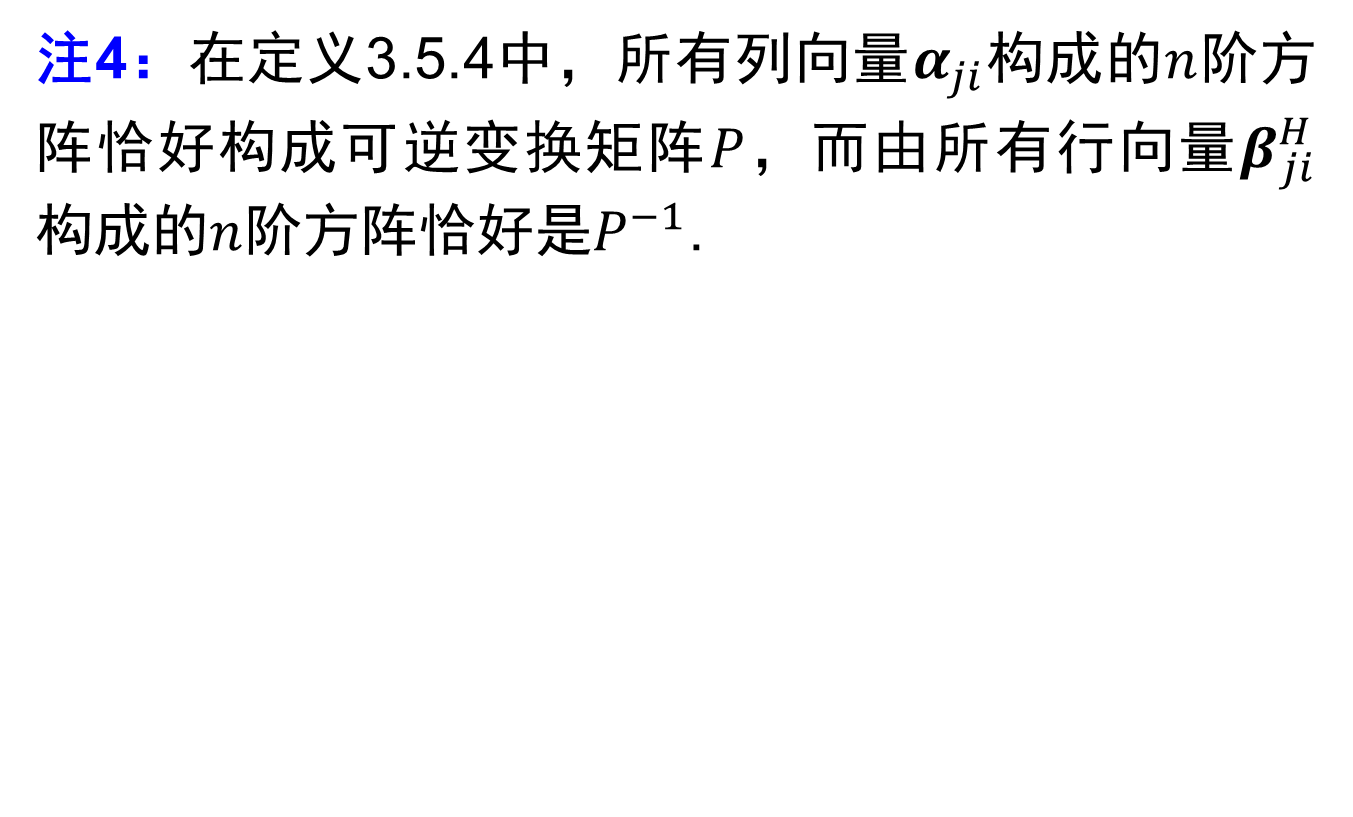 注4：在定义3.5.4中，所有列向量𝜶_{ji}构成的n阶方
阵恰好构成可逆变换矩阵P，而由所有行向量𝜷_{ji}^{H}
构成的n阶方阵恰好是P^{−1}.